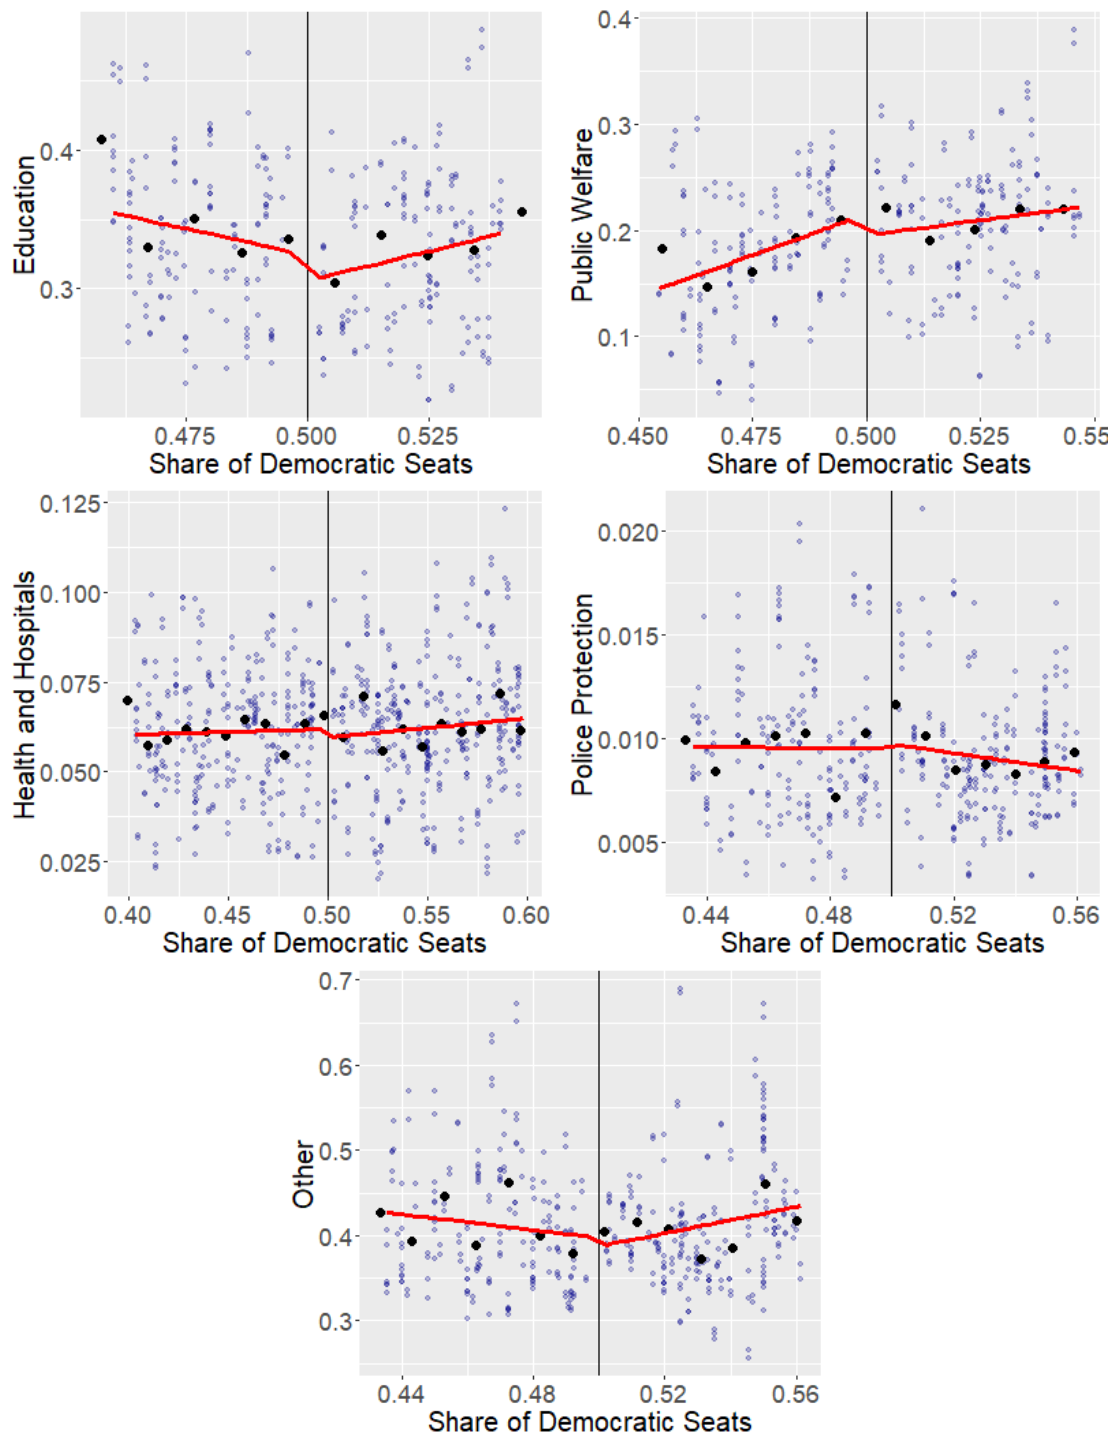 Education
0.4
0.3
0.475 0.500 0.525
Share of Democratic Seats
Public Welfare
0.4
0.3
0.2
0.1
0.450 0.475 0.500 0.525 0.55
Share of Democratic Seats
Health and Hospitals
0.125
0.100
0.075
0.050
0.025
0.40 0.45 0.50 0.55 0.60
Share of Democratic Seats
Police Protection
0.020
0.015
0.010
0.005
0.44 0.48 0.52 0.56
Share of Democratic Seats
Other
0.7
0.6
0.5
0.4
0.3
0.44 0.48 0.52 0.56
Share of Democratic Seats